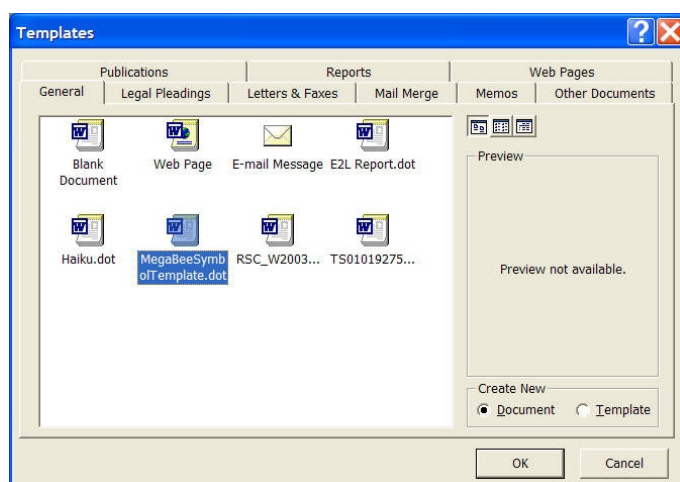 Templates
Publications Reports Web Pages
General Legal Pleadings Letters & Faxes Mail Merge Memos Other Documents
Blank Document
Web Page
E-mail Message
E2L Report.dot
Haiku.dot
MegaBeeSymb
olTemplate.dot
RSC_W2003...
TS01019275...
Preview
Preview not available.
Create New
Document Template
OK Cancel